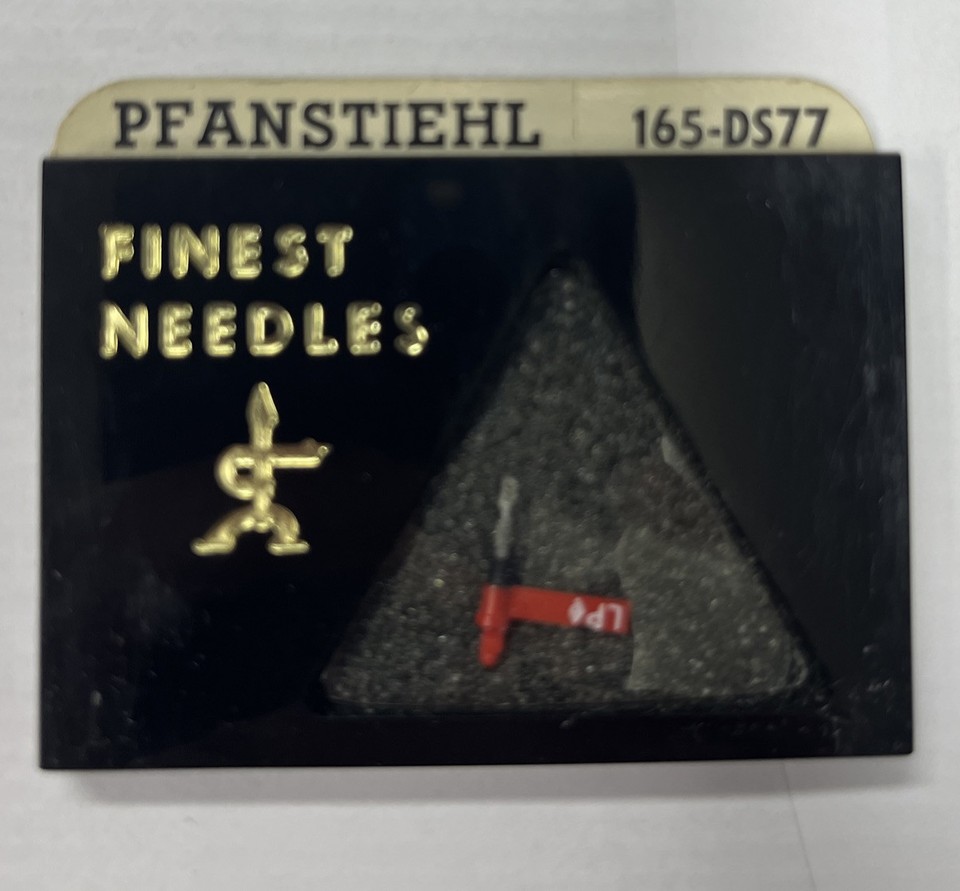 PFANSTIEHL 165-DS77
FINEST
NEEDLES
LP♦